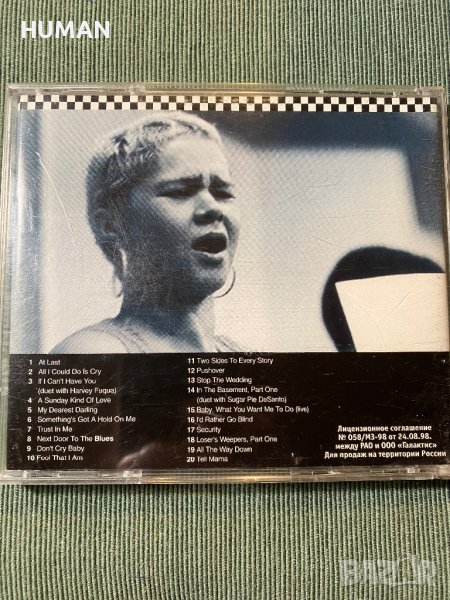 HUMAN
1 At Last
2 All I Could Do Is Cry
3 If I Can't Have You
(duet with Harvey Fuqua)
4 A Sunday Kind Of Love
5 My Dearest Darling
6 Something's Got A Hold On Me
7 Trust In Me
8 Next Door To The Blues
9 Don't Cry Baby
10 Fool That I Am
11 Two Sides To Every Story
12 Pushover
13 Stop The Wedding
14 In The Basement, Part One
(duet with Sugar Pie DeSanto)
15 Baby, What You Want Me To Do (live)
16 I'd Rather Go Blind
17 Security
18 Loser's Weepers, Part One
19 All The Way Down
20 Tell Mama
Лицензионное соглашение
№ 058/ИЗ-98 от 24.08.98.
между РАО и ООО «Галактис»
Для продаж на территории России
BAZAR